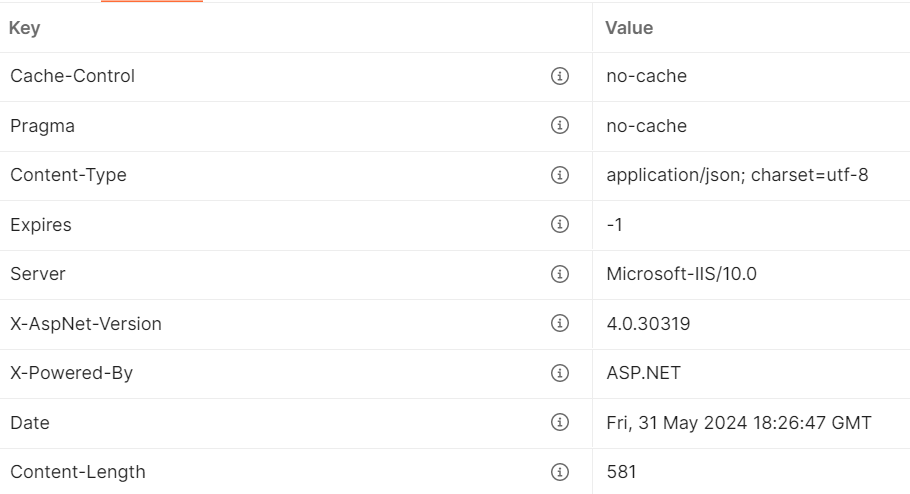 Key Value
Cache-Control no-cache
Pragma no-cache
Content-Type application/json; charset=utf-8
Expires -1
Server Microsoft-IIS/10.0
X-AspNet-Version 4.0.30319
X-Powered-By ASP.NET
Date Fri, 31 May 2024 18:26:47 GMT
Content-Length 581